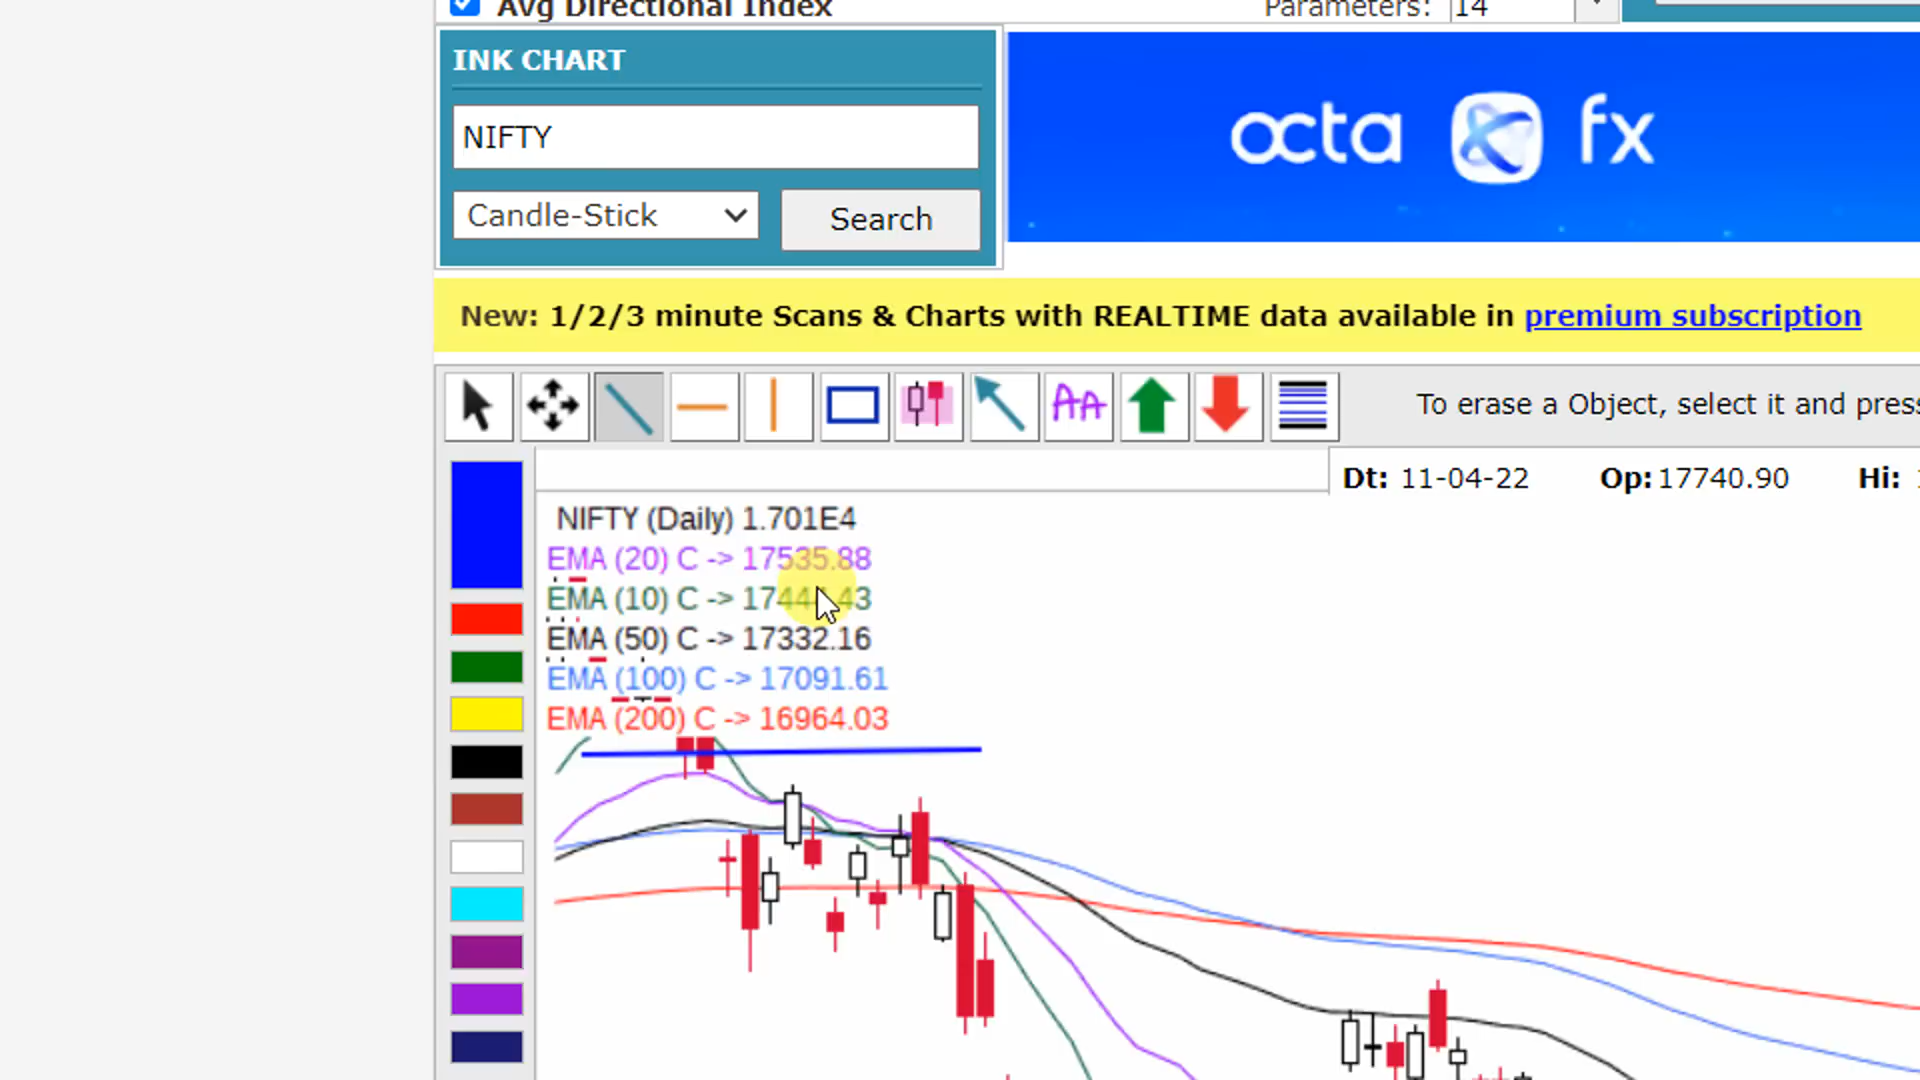 Avg Directional Index
Parameters: 14
INK CHART
NIFTY
Candle-Stick
Search
octa fx
New: 1/2/3 minute Scans & Charts with REALTIME data available in premium subscription
AA
To erase a Object, select it and press
Dt: 11-04-22 Op: 17740.90 Hi:
NIFTY (Daily) 1.701E4
EMA (20) C -> 17535.88
EMA (10) C ->
EMA (50) C -> 17332.16
EMA (100) C -> 17091.61
EMA (200) C -> 16964.03